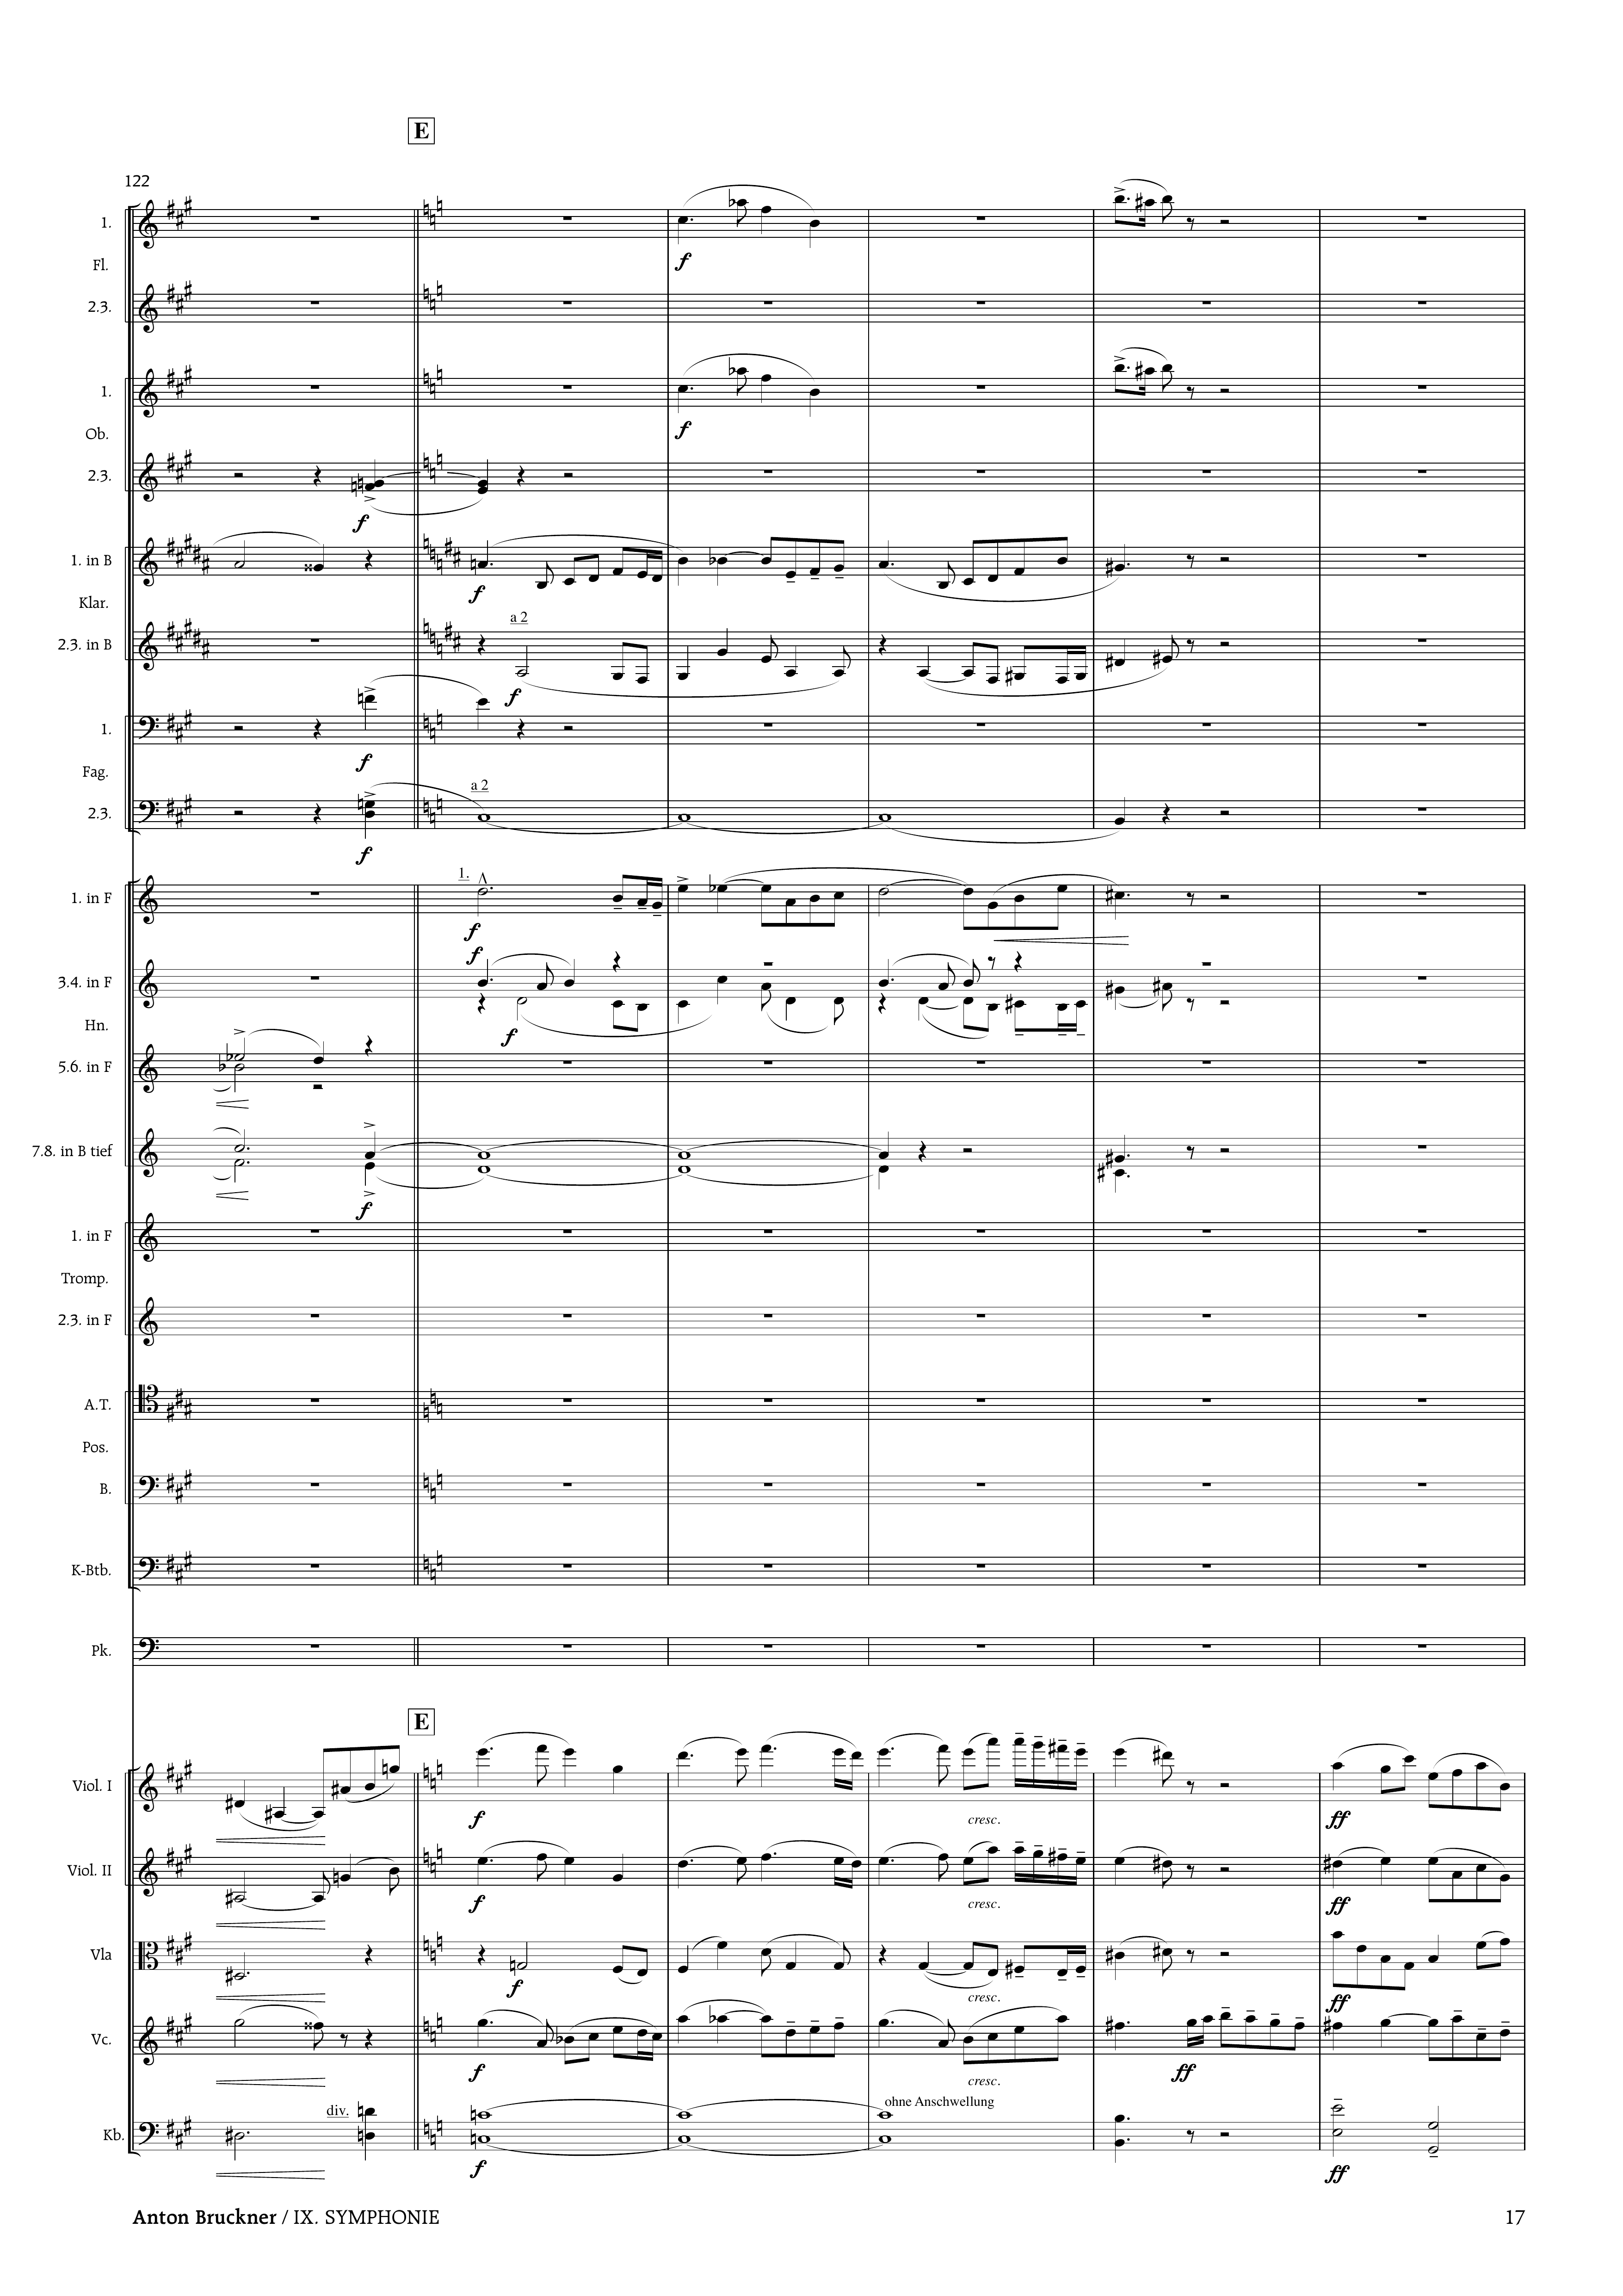 E
122
1.
Fl.
2.3.
f
1.
Ob.
2.3.
f
f
1. in B
f
Klar.
a 2
2.3. in B
f
1.
f
Fag.
a 2
2.3.
f
1.
1. in F
f
f
3.4. in F
Hn.
f
5.6. in F
7.8. in B tief
f
1. in F
Tromp.
2.3. in F
A.T.
Pos.
B.
K-Btb.
Pk.
E
Viol. I
f
cresc.
ff
Viol. II
f
cresc.
ff
Vla
f
cresc.
ff
Vc.
f
cresc.
ff
div.
ohne Anschwellung
Kb.
f
ff
Anton Bruckner / IX. SYMPHONIE
17